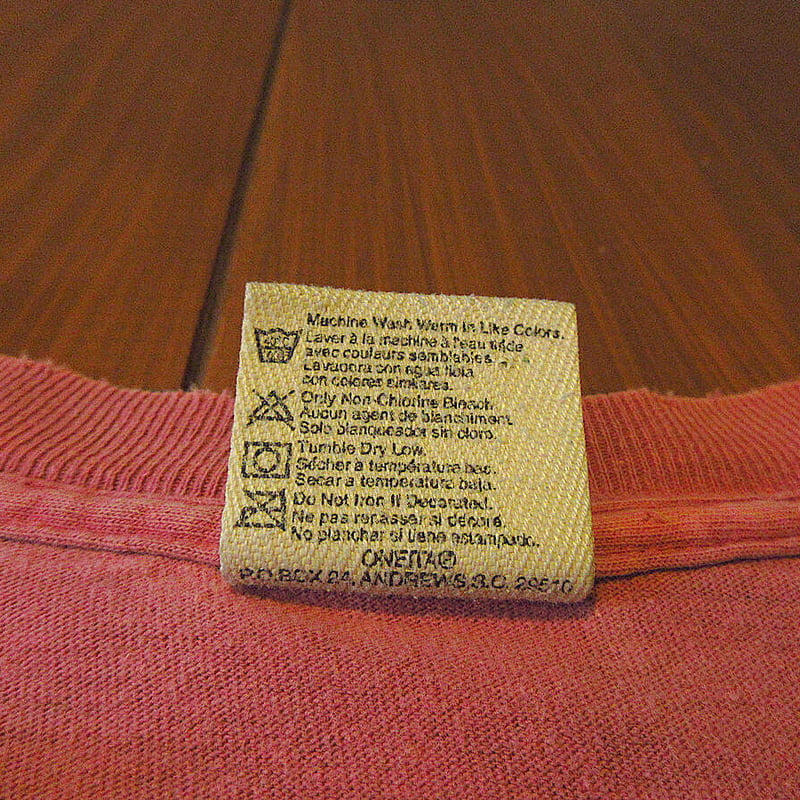 Machine Wash Warm in Like Colors.
Laver à la machine à l'eau tiède
avec couleurs semblables.
Lavadora con agua tibia
con colores similares.
Only Non-Chlorine Bleach.
Aucun agent de blanchiment.
Solo blanqueador sin cloro.
Tumble Dry Low.
Sécher à température bas.
Secar a temperatura baja.
Do Not Iron If Decorated.
Ne pas repasser si décoré.
No planchar si tiene estampado.
ONEITA®
P.O. BOX 24, ANDREWS, S.C. 29510